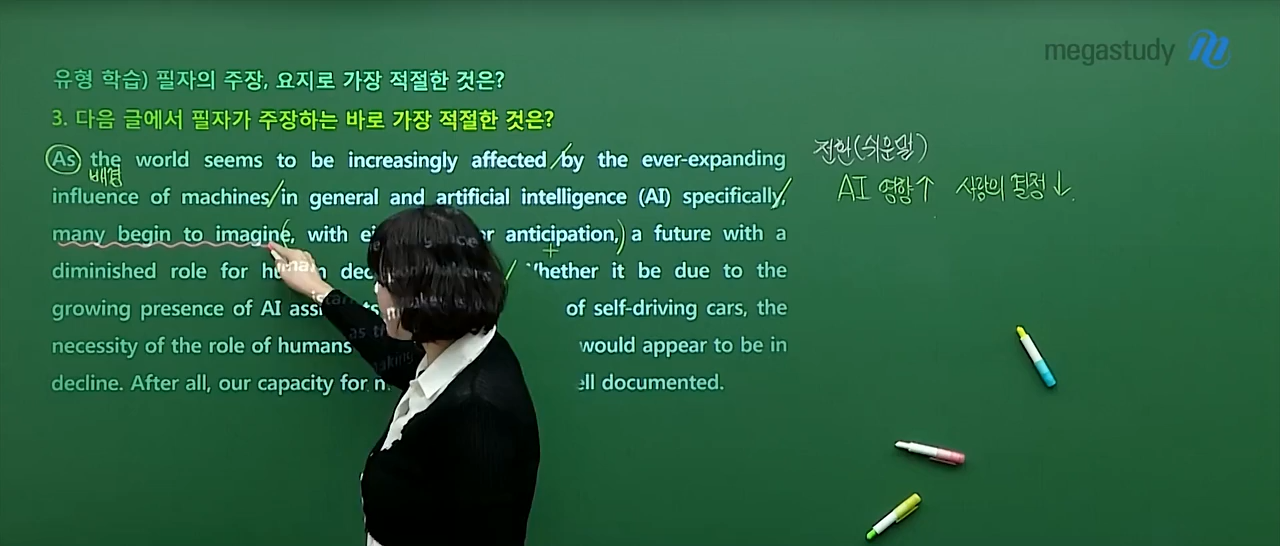 megastudy
유형 학습) 필자의 주장, 요지로 가장 적절한 것은?
3. 다음 글에서 필자가 주장하는 바로 가장 적절한 것은?
As the world seems to be increasingly affected by the ever-expanding
전환(쉬운말)
배경
influence of machines in general and artificial intelligence (AI) specifically,
AI 영향↑ 사람의 결정↓
many begin to imagine, with anticipation, a future with a
+
diminished role for human Whether it be due to the
growing presence of AI of self-driving cars, the
necessity of the role of humans would appear to be in
decline. After all, our capacity for documented.